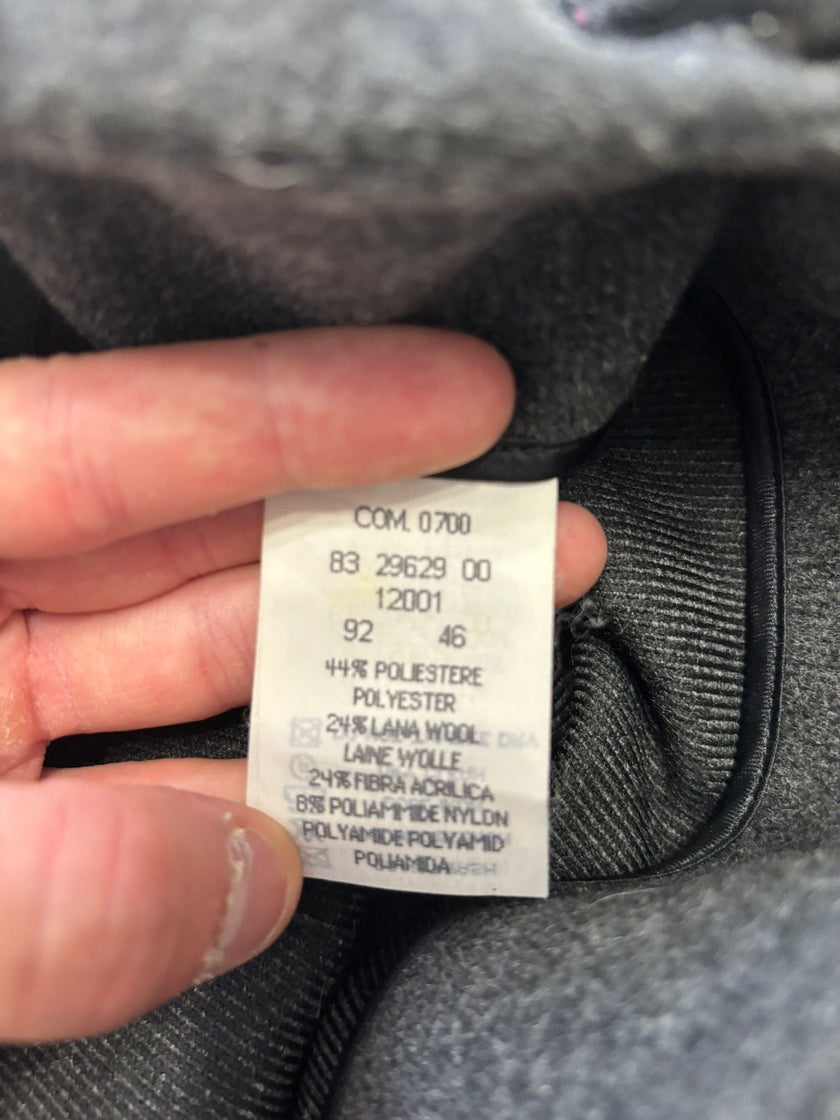 COM. 0700
83 29629 00
12001
92 46
44% POLIESTERE
POLYESTER
24% LANA WOOL
LAINE WOLLE
24% FIBRA ACRILICA
8% POLIAMMIDE NYLON
POLYAMIDE POLYAMID
POLIAMIDA